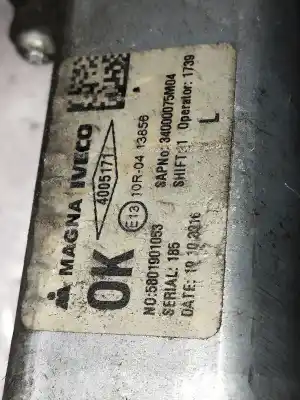 MAGNA IVECO
4005171
OK
E13 10R-04 13856
SAPNo: 34000075M04
SHIFT: 1 Operator: 1739
NO:5801901053
SERIAL: 185
DATE: 10.10.2016
L